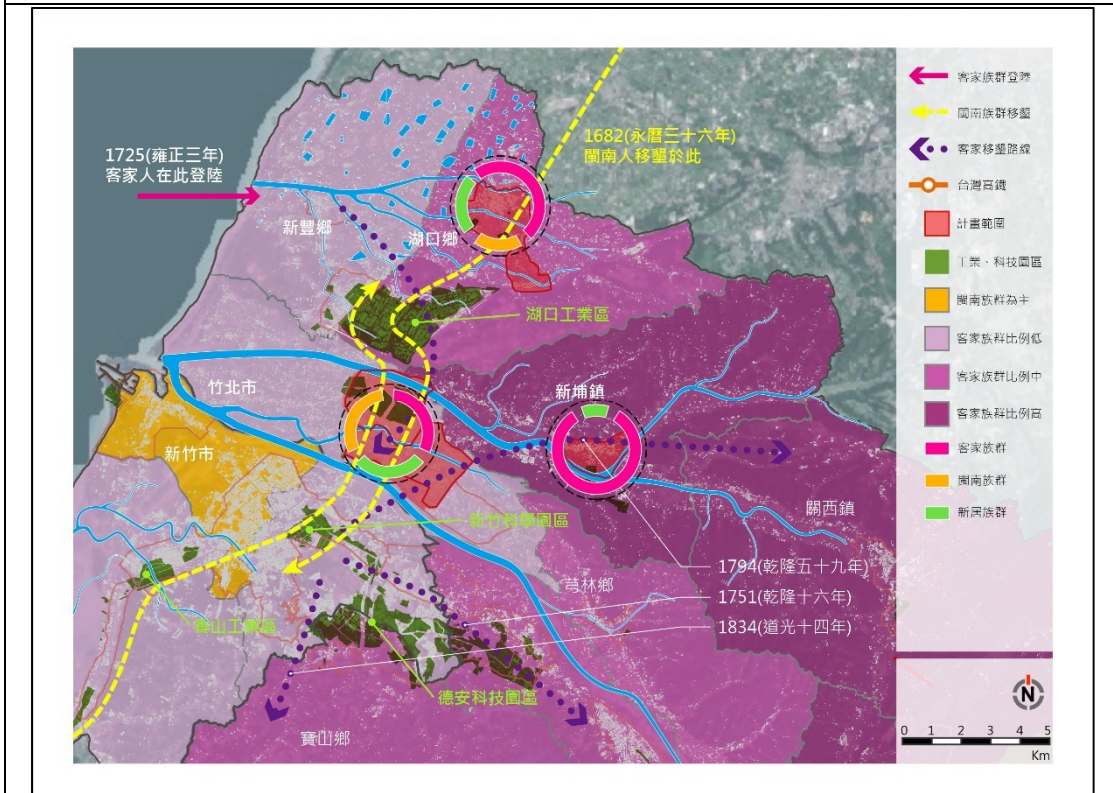 1725(雍正三年)
客家人在此登陸
1682(永曆三十六年)
閩南人移墾於此
新豐鄉
湖口鄉
湖口工業區
竹北市
新埔鎮
新竹市
關西鎮
新竹科學園區
芎林鄉
香山工業區
德安科技園區
寶山鄉
1794(乾隆五十九年)
1751(乾隆十六年)
1834(道光十四年)
客家族群登陸
閩南族群移墾
客家移墾路線
台灣高鐵
計畫範圍
工業、科技園區
閩南族群為主
客家族群比例低
客家族群比例中
客家族群比例高
客家族群
閩南族群
新居族群
N
0 1 2 3 4 5
Km